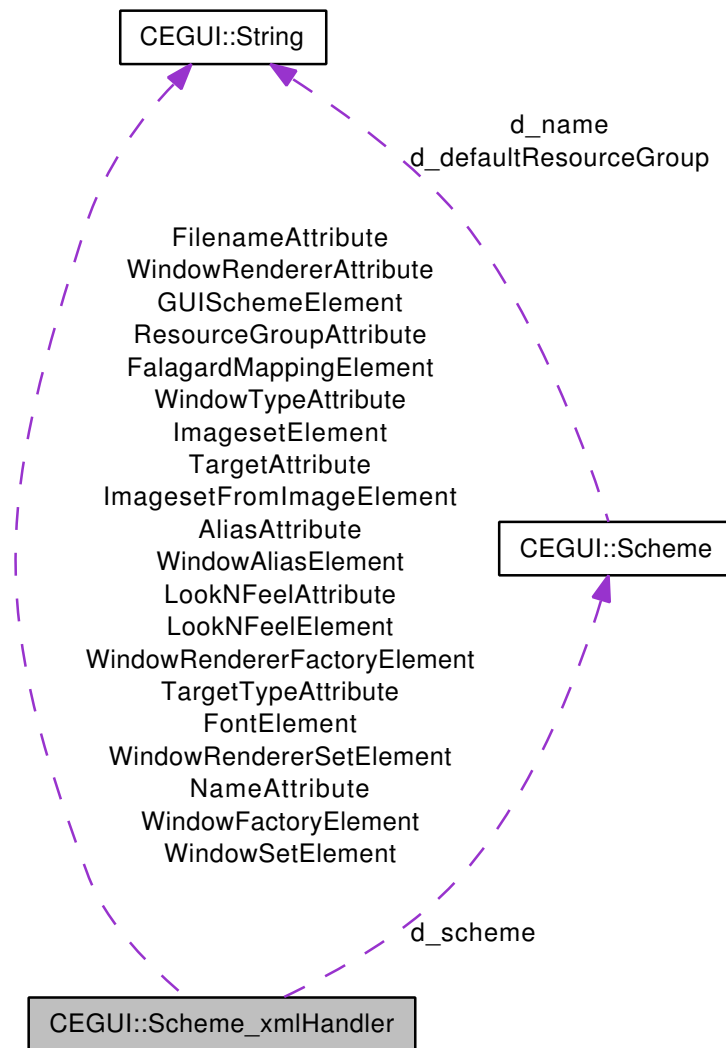 CEGUI::String
d_name
d_defaultResourceGroup
FilenameAttribute
WindowRendererAttribute
GUISchemeElement
ResourceGroupAttribute
FalagardMappingElement
WindowTypeAttribute
ImagesetElement
TargetAttribute
ImagesetFromImageElement
AliasAttribute
WindowAliasElement
LookNFeelAttribute
LookNFeelElement
WindowRendererFactoryElement
TargetTypeAttribute
FontElement
WindowRendererSetElement
NameAttribute
WindowFactoryElement
WindowSetElement
CEGUI::Scheme
d_scheme
CEGUI::Scheme_xmlHandler